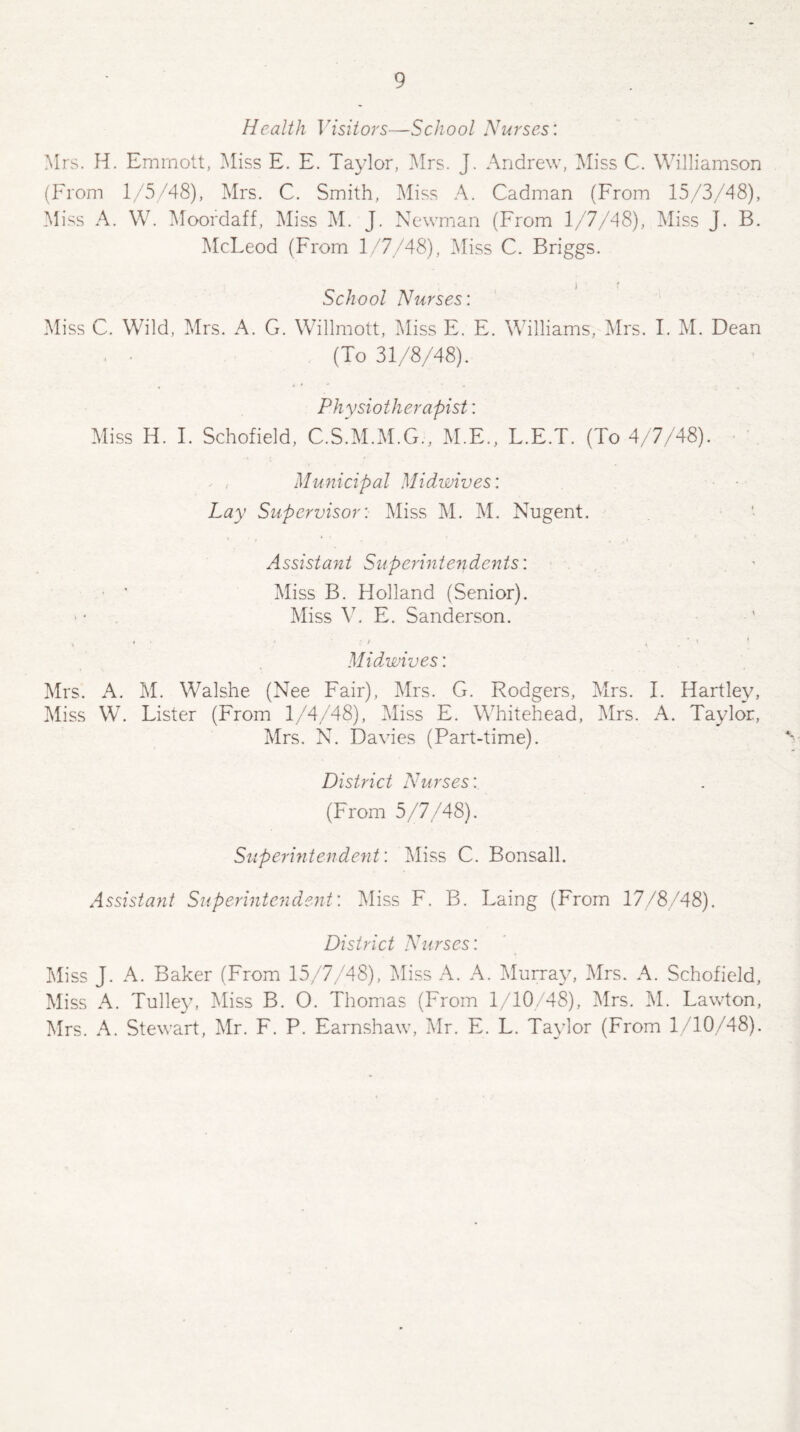 9
Health Visitors—School Nurses:
Mrs. H. Emmott, Miss E. E. Taylor, Mrs. J. Andrew, Miss C. Williamson
(From 1/5/48), Mrs. C. Smith, Miss A. Cadman (From 15/3/48),
Miss A. W. Moordaff, Miss M. J. Newman (From 1/7/48), Miss J. B.
McLeod (From 1/7/48), Miss C. Briggs.
School Nurses:
Miss C. Wild, Mrs. A. G. Willmott, Miss E. E. Williams, Mrs. I. M. Dean
(To 31/8/48).
Physiotherapist:
Miss H. I. Schofield, C.S.M.M.G., M.E., L.E.T. (To 4/7/48).
Municipal Midwives:
Lay Supervisor: Miss M. M. Nugent.
Assistant Superintendents:
Miss B. Holland (Senior).
Miss V. E. Sanderson.
Midwives:
Mrs. A. M. Walshe (Nee Fair), Mrs. G. Rodgers, Mrs. I. Hartley,
Miss W. Lister (From 1/4/48), Miss E. Whitehead, Mrs. A. Taylor,
Mrs. N. Davies (Part-time).
District Nurses:
(From 5/7/48).
Superintendent: Miss C. Bonsall.
Assistant Superintendent: Miss F. B. Laing (From 17/8/48).
District Nurses:
Miss J. A. Baker (From 15/7/48), Miss A. A. Murray, Mrs. A. Schofield,
Miss A. Tulley, Miss B. O. Thomas (From 1/10/48), Mrs. M. Lawton,
Mrs. A. Stewart, Mr. F. P. Earnshaw, Mr. E. L. Taylor (From 1/10/48).